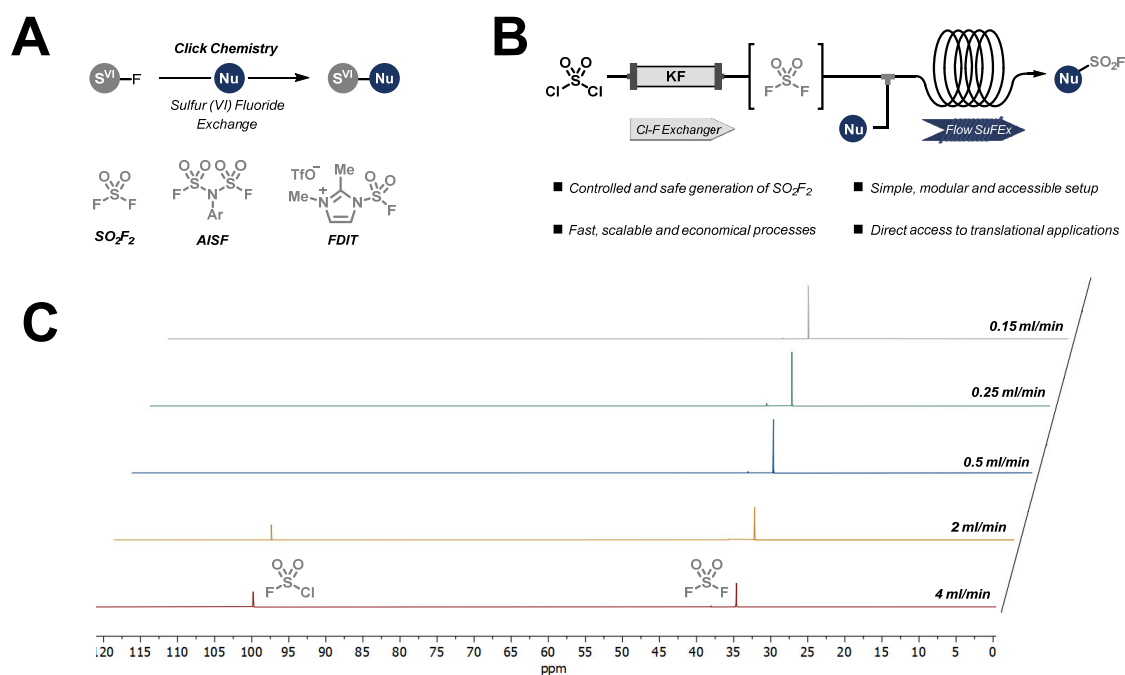 A
Click Chemistry
S^VI–F
Nu
S^VI
Nu
Sulfur (VI) Fluoride
Exchange
O O
S
F F
SO₂F₂
O O O O
F S N S F
Ar
AISF
TfO⁻
Me
Me N + N
O O
S
F
FDIT
B
O O
S
Cl Cl
KF
O O
S
F F
Nu
Nu
SO₂F
Cl-F Exchanger
Flow SuFEx
■ Controlled and safe generation of SO₂F₂
■ Simple, modular and accessible setup
■ Fast, scalable and economical processes
■ Direct access to translational applications
C
0.15 ml/min
0.25 ml/min
0.5 ml/min
2 ml/min
4 ml/min
O O
S
F Cl
O O
S
F F
120 115 110 105 100 95 90 85 80 75 70 65 60 55 50 45 40 35 30 25 20 15 10 5 0
ppm